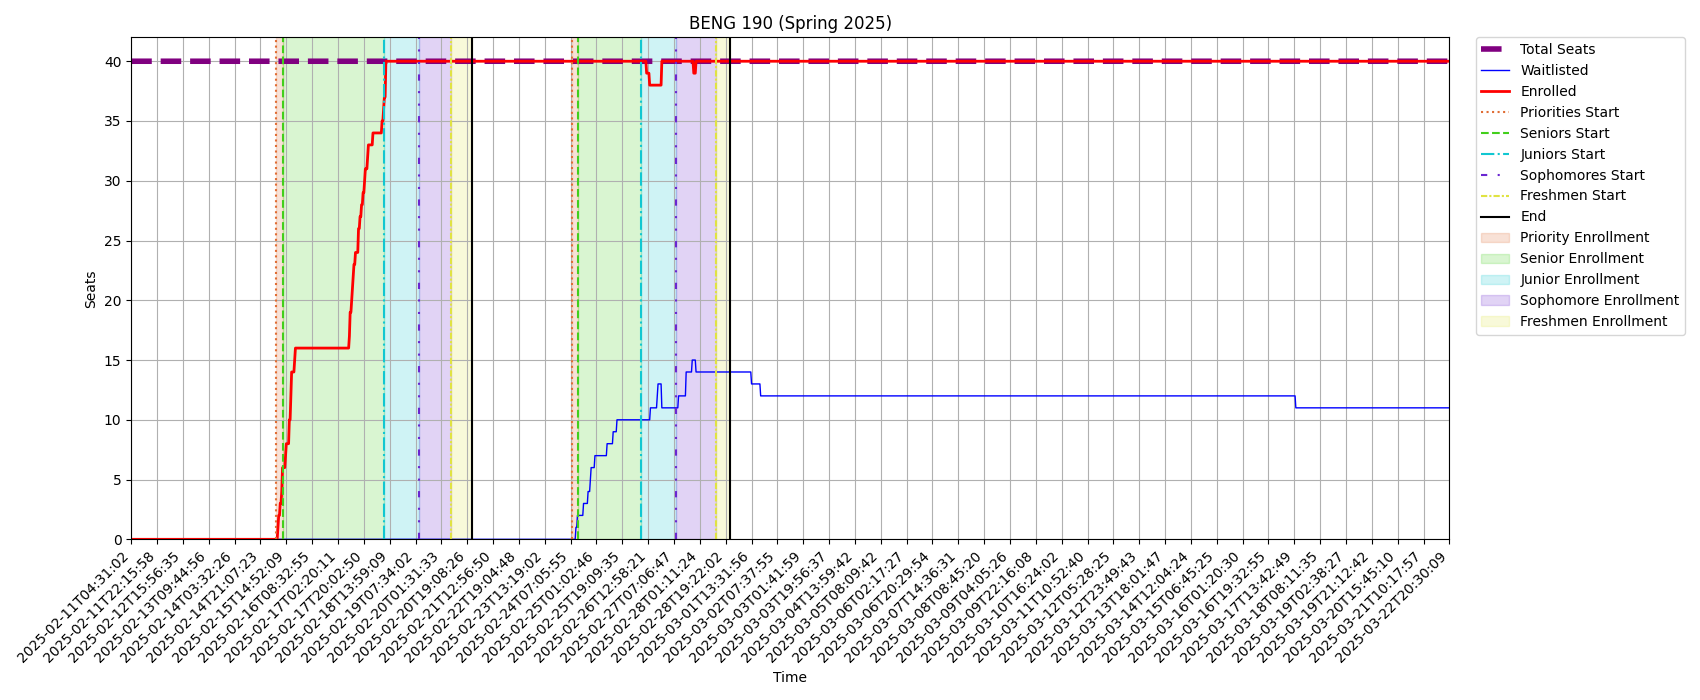 BENG 190 (Spring 2025)
Seats
40
35
30
25
20
15
10
5
0
2025-02-11T04:31:02
2025-02-11T22:15:58
2025-02-12T15:56:35
2025-02-13T09:44:56
2025-02-14T03:32:26
2025-02-14T21:07:23
2025-02-15T14:52:09
2025-02-16T08:32:55
2025-02-17T02:20:11
2025-02-17T20:02:50
2025-02-18T13:59:09
2025-02-19T07:34:02
2025-02-20T01:31:33
2025-02-20T19:08:26
2025-02-21T12:56:50
2025-02-22T19:04:48
2025-02-23T13:19:02
2025-02-24T07:05:55
2025-02-25T01:02:46
2025-02-25T19:09:35
2025-02-26T12:58:21
2025-02-27T07:06:47
2025-02-28T01:11:24
2025-02-28T19:22:02
2025-03-01T13:31:56
2025-03-02T07:37:55
2025-03-03T01:41:59
2025-03-03T19:56:37
2025-03-04T13:59:42
2025-03-05T08:09:42
2025-03-06T02:17:27
2025-03-06T20:29:54
2025-03-07T14:36:31
2025-03-08T08:45:20
2025-03-09T04:05:26
2025-03-09T22:16:08
2025-03-10T16:24:02
2025-03-11T10:52:40
2025-03-12T05:28:25
2025-03-12T23:49:43
2025-03-13T18:01:47
2025-03-14T12:04:24
2025-03-15T06:45:25
2025-03-16T01:20:30
2025-03-16T19:32:55
2025-03-17T13:42:49
2025-03-18T08:11:35
2025-03-19T02:38:27
2025-03-19T21:12:42
2025-03-20T15:45:10
2025-03-21T10:17:57
2025-03-22T20:30:09
Time
Total Seats
Waitlisted
Enrolled
Priorities Start
Seniors Start
Juniors Start
Sophomores Start
Freshmen Start
End
Priority Enrollment
Senior Enrollment
Junior Enrollment
Sophomore Enrollment
Freshmen Enrollment